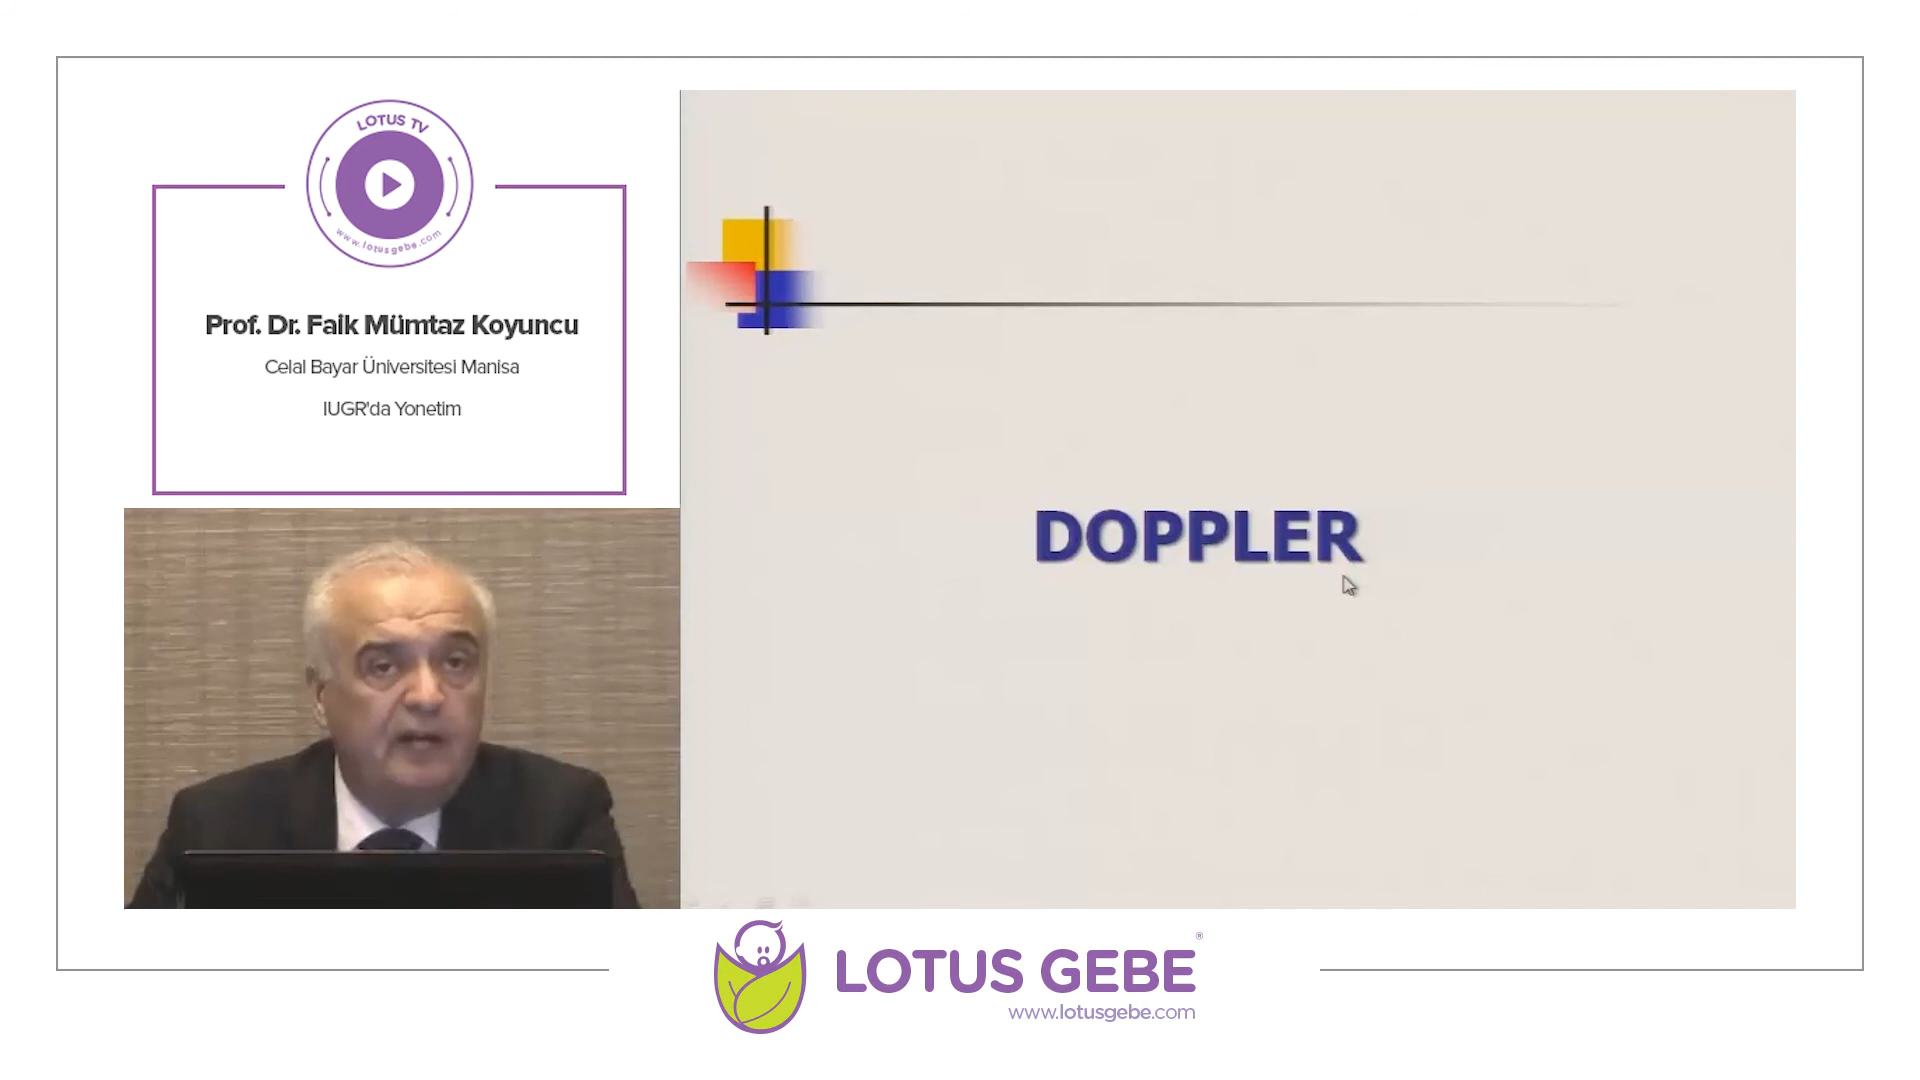 LOTUS TV
www.lotusgebe.com
Prof. Dr. Faik Mümtaz Koyuncu
Celal Bayar Üniversitesi Manisa
IUGR'da Yonetim
DOPPLER
LOTUS GEBE®
www.lotusgebe.com